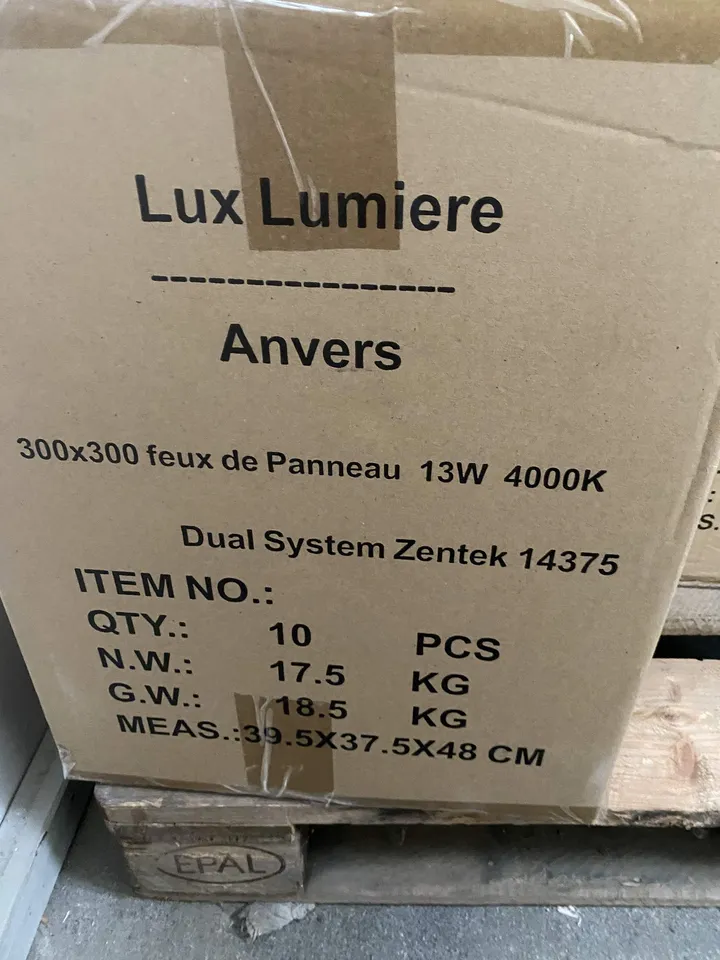 Lux Lumiere
----------------
Anvers
300x300 feux de Panneau 13W 4000K
Dual System Zentek 14375
ITEM NO.:
QTY.: 10 PCS
N.W.: 17.5 KG
G.W.: 18.5 KG
MEAS.:39.5X37.5X48 CM
EPAL